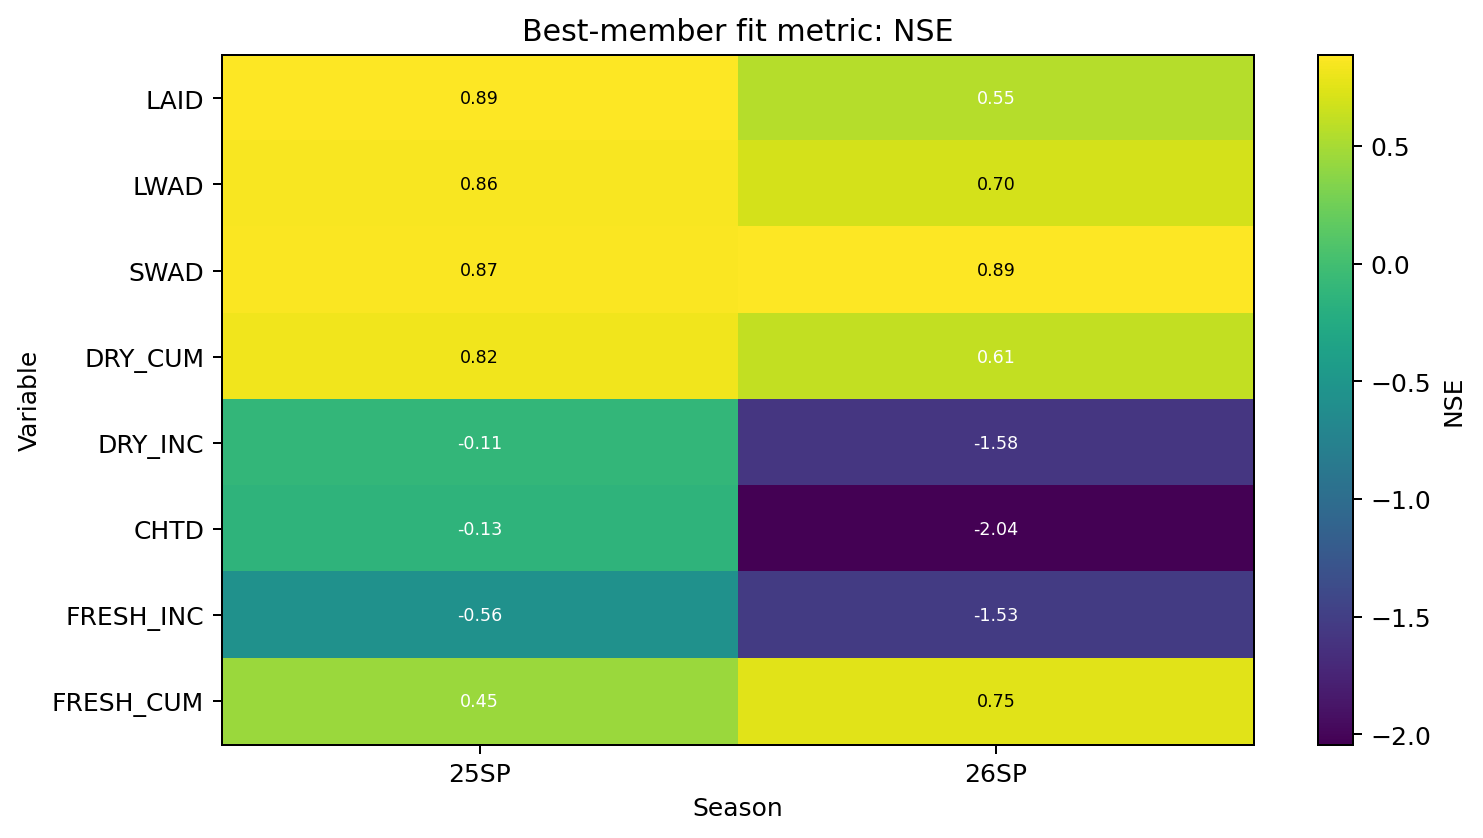 Best-member fit metric: NSE
Variable
LAID 0.89 0.55
LWAD 0.86 0.70
SWAD 0.87 0.89
DRY_CUM 0.82 0.61
DRY_INC -0.11 -1.58
CHTD -0.13 -2.04
FRESH_INC -0.56 -1.53
FRESH_CUM 0.45 0.75
25SP 26SP
Season
0.5
0.0
−0.5
−1.0
−1.5
−2.0
NSE